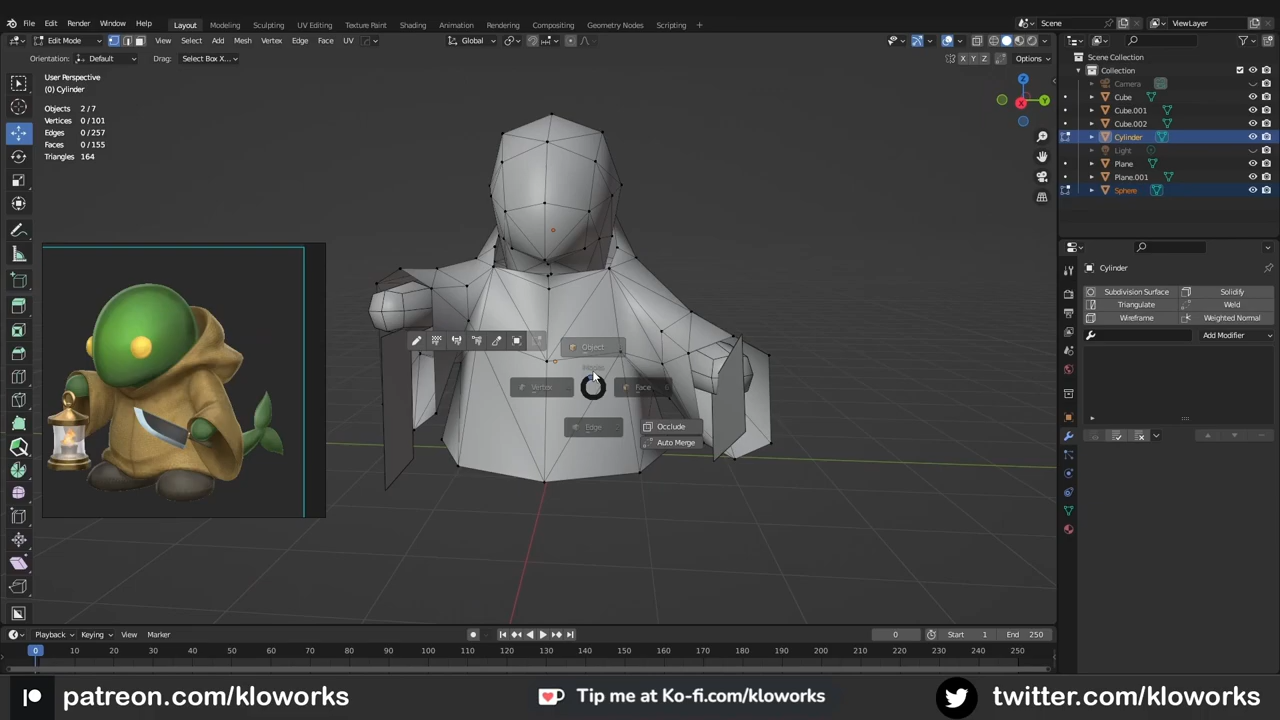 File Edit Render Window Help Layout Modeling Sculpting UV Editing Texture Paint Shading Animation Rendering Compositing Geometry Nodes Scripting + Scene ViewLayer
Edit Mode View Select Add Mesh Vertex Edge Face UV Global
Orientation: Default Drag: Select Box X... X Y Z Options
User Perspective
(0) Cylinder
Objects 2/7
Vertices 0/101
Edges 0/257
Faces 0/155
Triangles 164
Z
Y
X
Object
Modes
Vertex
Face 6
Edge
Occlude
Auto Merge
Scene Collection
Collection
Camera
Cube
Cube.001
Cube.002
Cylinder
Light
Plane
Plane.001
Sphere
Cylinder
Subdivision Surface Solidify
Triangulate Weld
Wireframe Weighted Normal
Add Modifier
Playback Keying View Marker 0 Start 1 End 250
0 10 20 30 40 50 60 70 80 90 100 110 120 130 140 150 160 170 180 190 200 210 220 230 240 250
patreon.com/kloworks Tip me at Ko-fi.com/kloworks twitter.com/kloworks